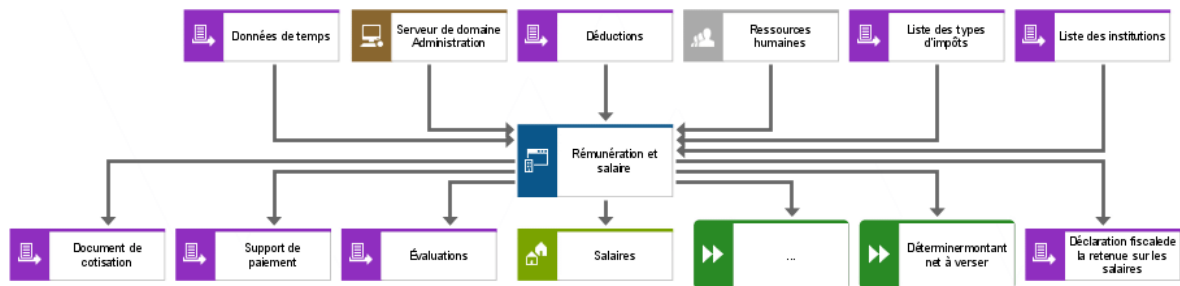 Données de temps
Serveur de domaine
Administration
Déductions
Ressources
humaines
Liste des types
d'impôts
Liste des institutions
Rémunération et
salaire
Document de
cotisation
Support de
paiement
Évaluations
Salaires
...
Déterminermontant
net à verser
Déclaration fiscalede
la retenue sur les
salaires